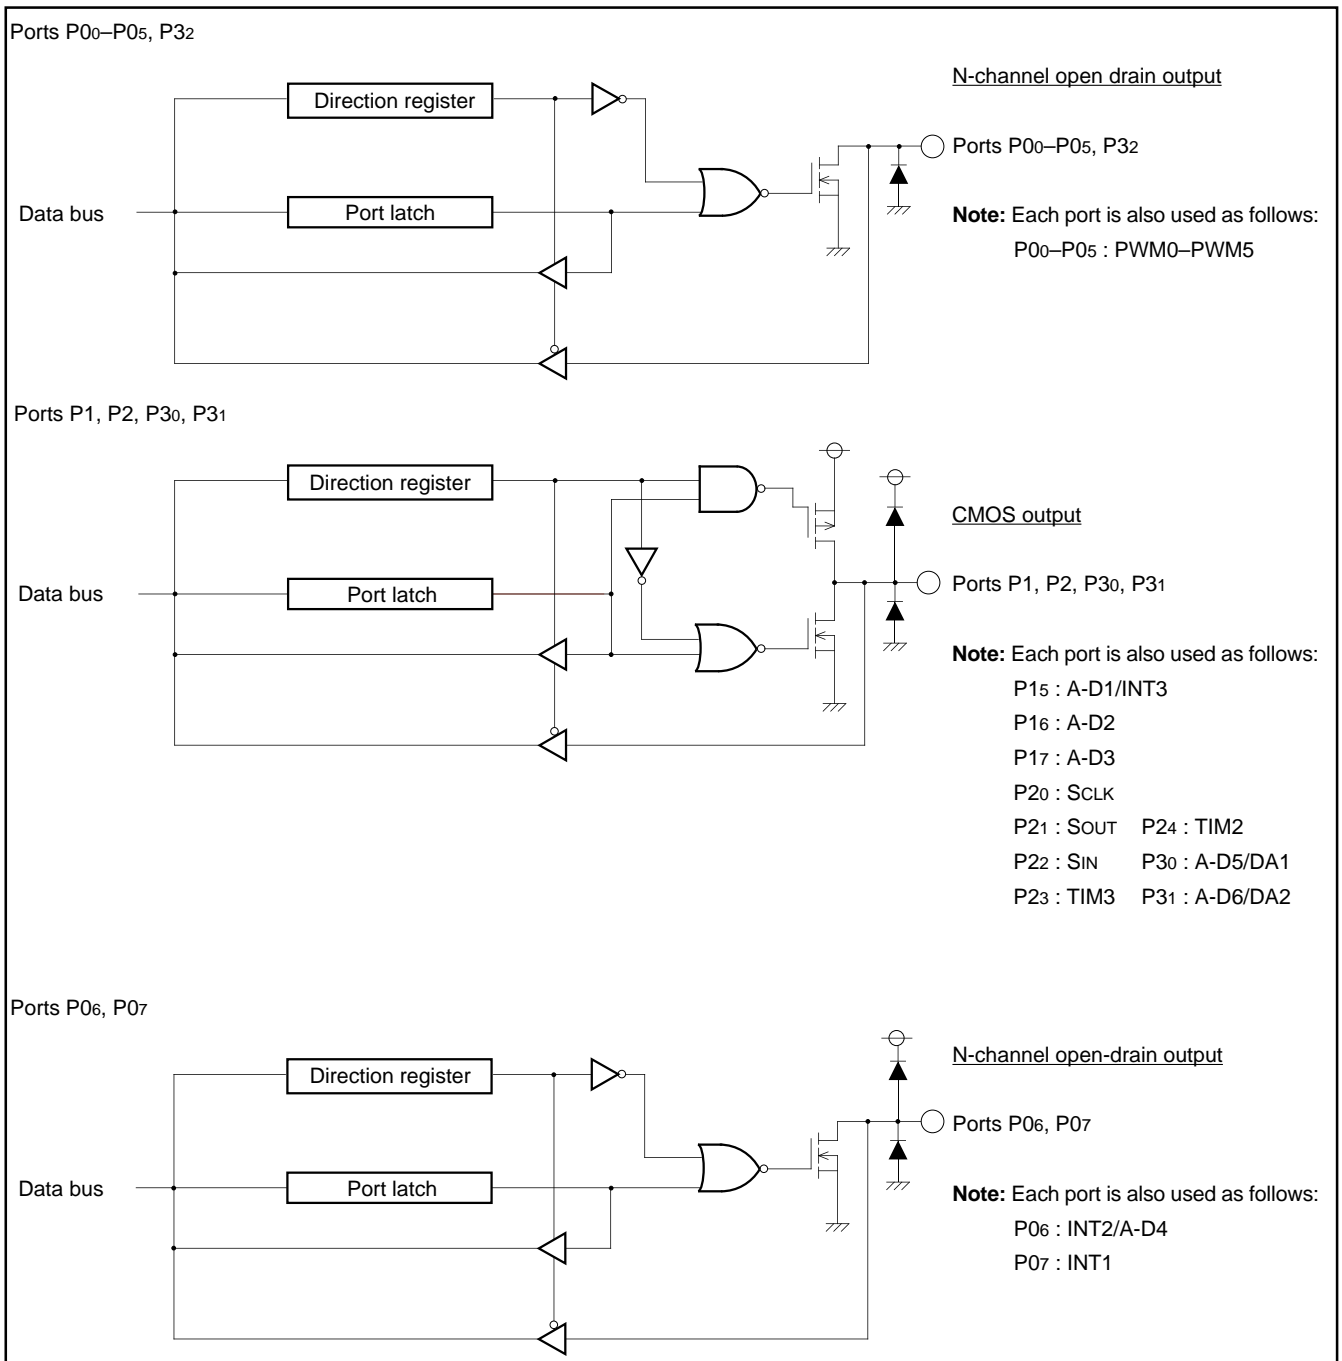 Ports P00–P05, P32
N-channel open drain output
Direction register
Ports P00–P05, P32
Data bus
Port latch
Note: Each port is also used as follows:
P00–P05 : PWM0–PWM5
Ports P1, P2, P30, P31
Direction register
CMOS output
Data bus
Port latch
Ports P1, P2, P30, P31
Note: Each port is also used as follows:
P15 : A-D1/INT3
P16 : A-D2
P17 : A-D3
P20 : SCLK
P21 : SOUT P24 : TIM2
P22 : SIN P30 : A-D5/DA1
P23 : TIM3 P31 : A-D6/DA2
Ports P06, P07
N-channel open-drain output
Direction register
Ports P06, P07
Data bus
Port latch
Note: Each port is also used as follows:
P06 : INT2/A-D4
P07 : INT1